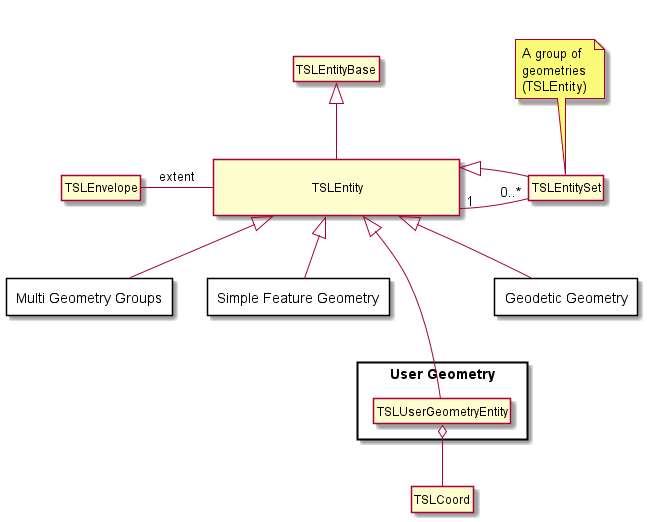 A group of
geometries
(TSLEntity)
TSLEntityBase
extent
TSLEnvelope
TSLEntity
0..*
1
TSLEntitySet
Multi Geometry Groups
Simple Feature Geometry
Geodetic Geometry
User Geometry
TSLUserGeometryEntity
TSLCoord